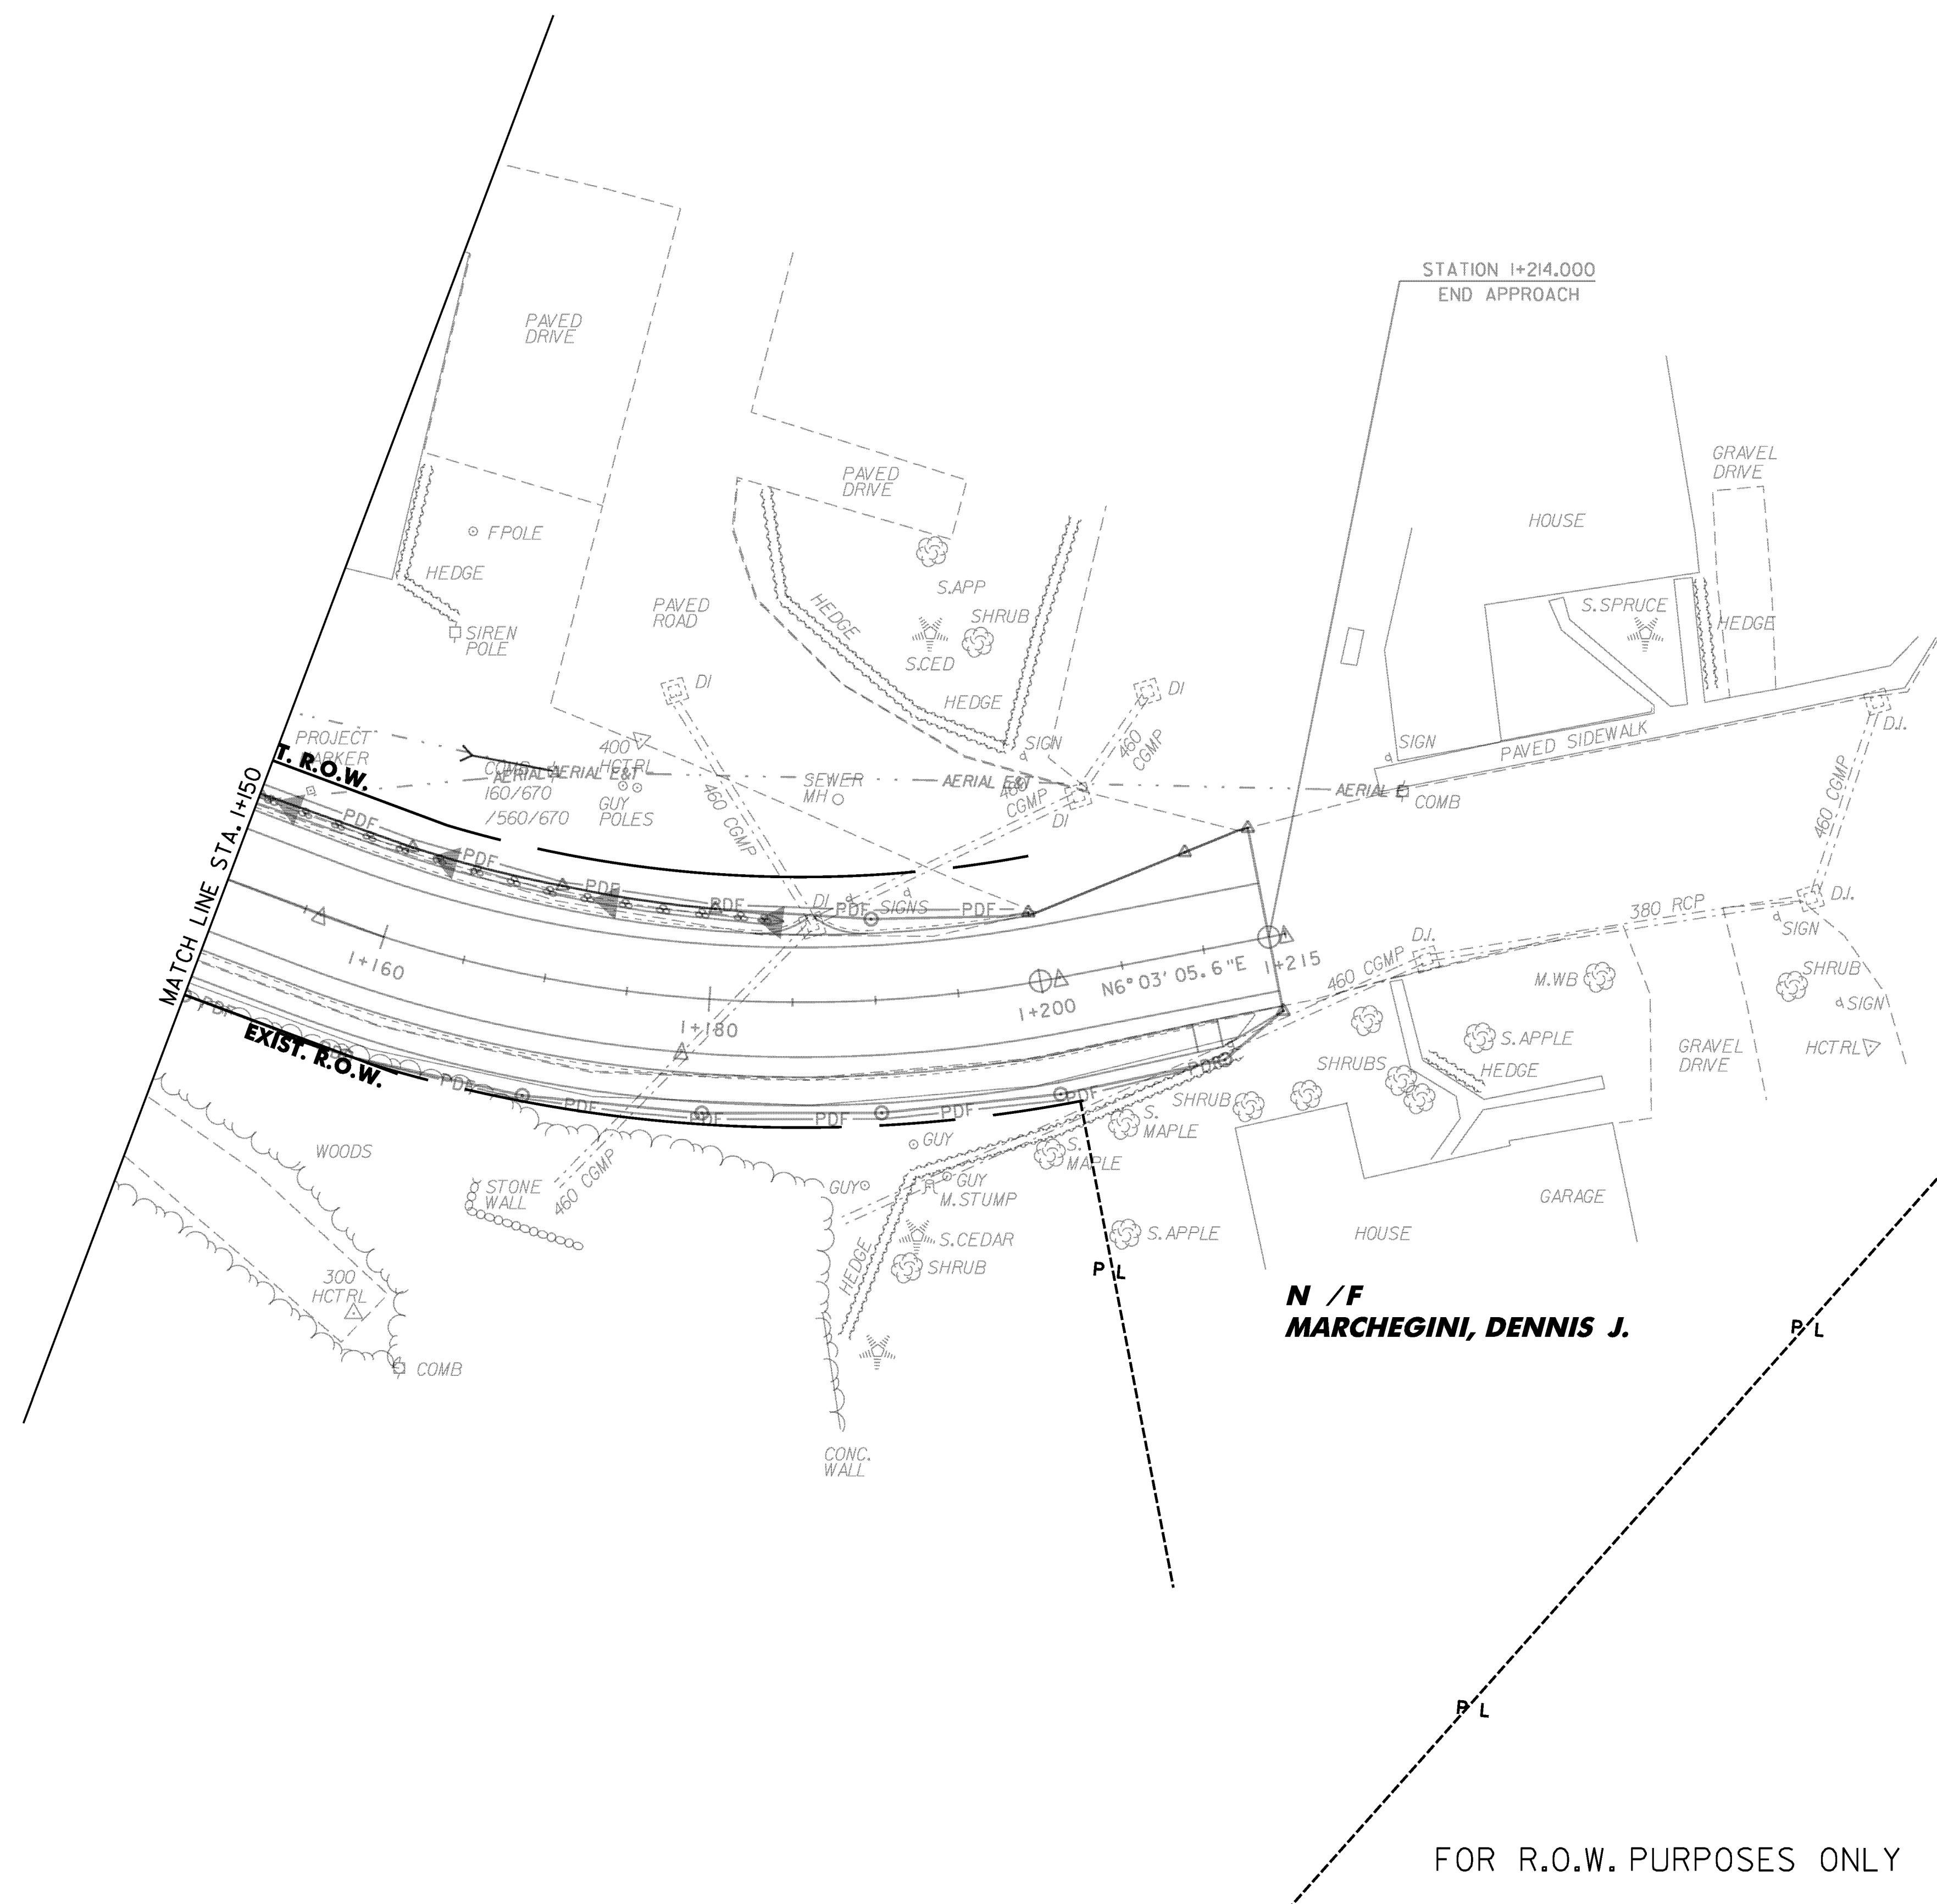 STATION 1+214.000
END APPROACH
PAVED
DRIVE
GRAVEL
DRIVE
PAVED
DRIVE
HOUSE
FPOLE
HEDGE
S.APP
SHRUB
HEDGE
S.CED
HEDGE
PAVED
ROAD
S.SPRUCE
HEDGE
SIREN
POLE
DI
DI
D.I.
SIGN
SIGN
PAVED SIDEWALK
460
CGMP
PROJECT
T. R.O.W.
400
HCTRL
160/670
/560/670
AERIAL E&T
GUY
POLES
SEWER
MH
AERIAL E&T
CGMP
DI
AERIAL E
COMB
460 CGMP
460 CGMP
MATCH LINE STA. 1+150
PDF
PDF
PDF
PDF
DI
PDF
SIGNS
PDF
380 RCP
D.I.
SIGN
D.I.
460 CGMP
1+160
1+180
1+200
N6° 03' 05.6"E
1+215
M.WB
SHRUB
SIGN
EXIST. R.O.W.
PDF
PDF
PDF
PDF
PDF
PDF
S.APPLE
HEDGE
SHRUBS
GRAVEL
DRIVE
HCTRL
SHRUB
S.
MAPLE
S.
MAPLE
WOODS
GUY
GUY
GUY
M.STUMP
STONE
WALL
460 CGMP
S.CEDAR
SHRUB
HEDGE
S.APPLE
GARAGE
HOUSE
P L
N /F
MARCHEGINI, DENNIS J.
P L
300
HCTRL
COMB
CONC.
WALL
P L
FOR R.O.W. PURPOSES ONLY